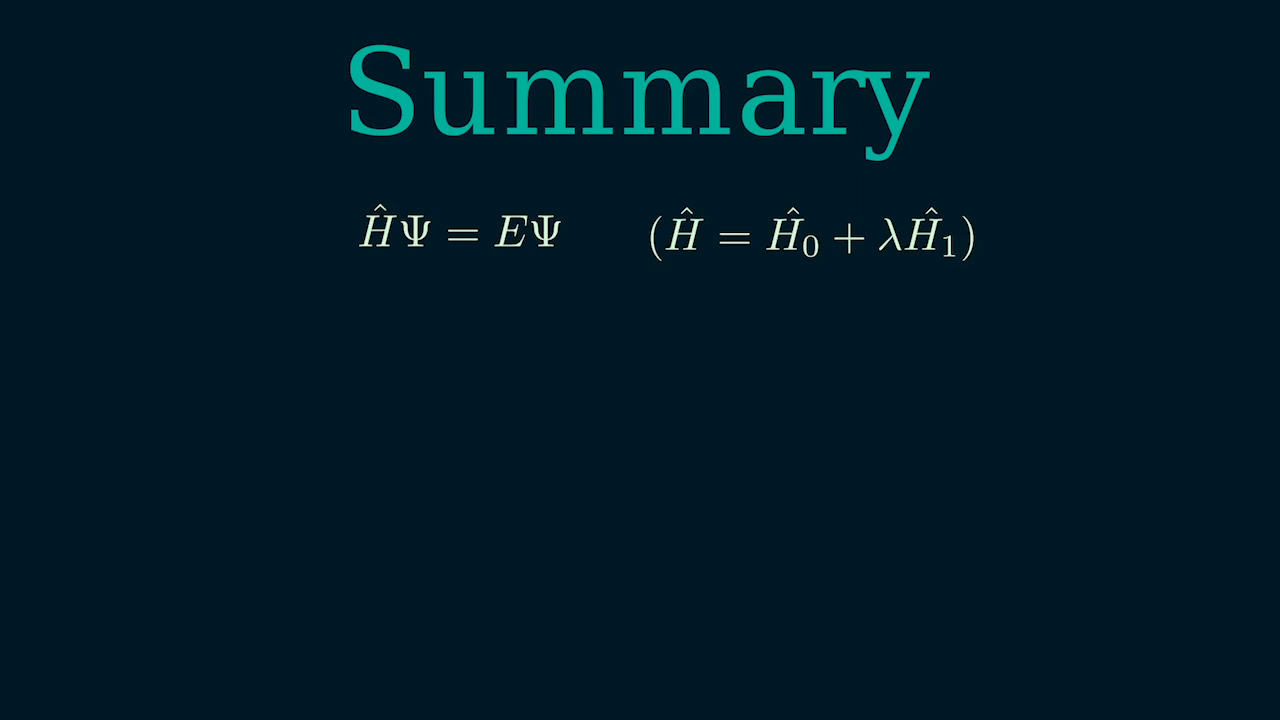 Summary
ĤΨ = EΨ (Ĥ = Ĥ₀ + λĤ₁)